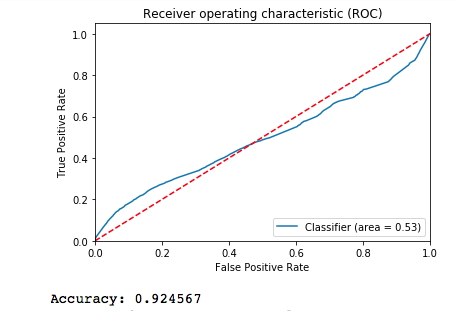 Receiver operating characteristic (ROC)
1.0
0.8
0.6
0.4
0.2
0.0
True Positive Rate
Classifier (area = 0.53)
0.0 0.2 0.4 0.6 0.8 1.0
False Positive Rate
Accuracy: 0.924567